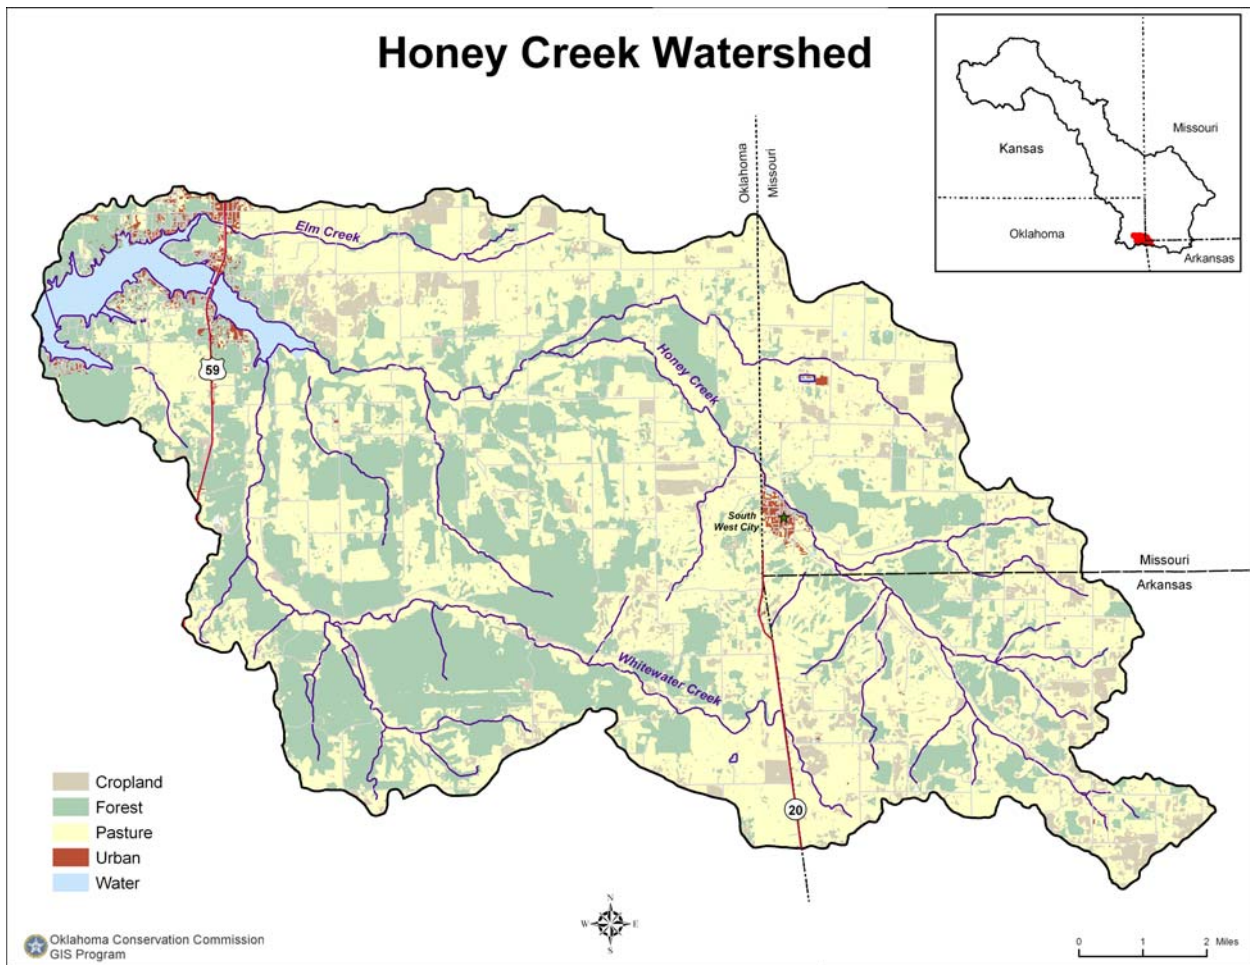 Honey Creek Watershed
Missouri
Kansas
Oklahoma
Arkansas
Oklahoma
Missouri
Elm Creek
59
Honey Creek
South
West City
Missouri
Arkansas
Whitewater Creek
20
Cropland
Forest
Pasture
Urban
Water
N
W E
S
Oklahoma Conservation Commission
GIS Program
0 1 2 Miles